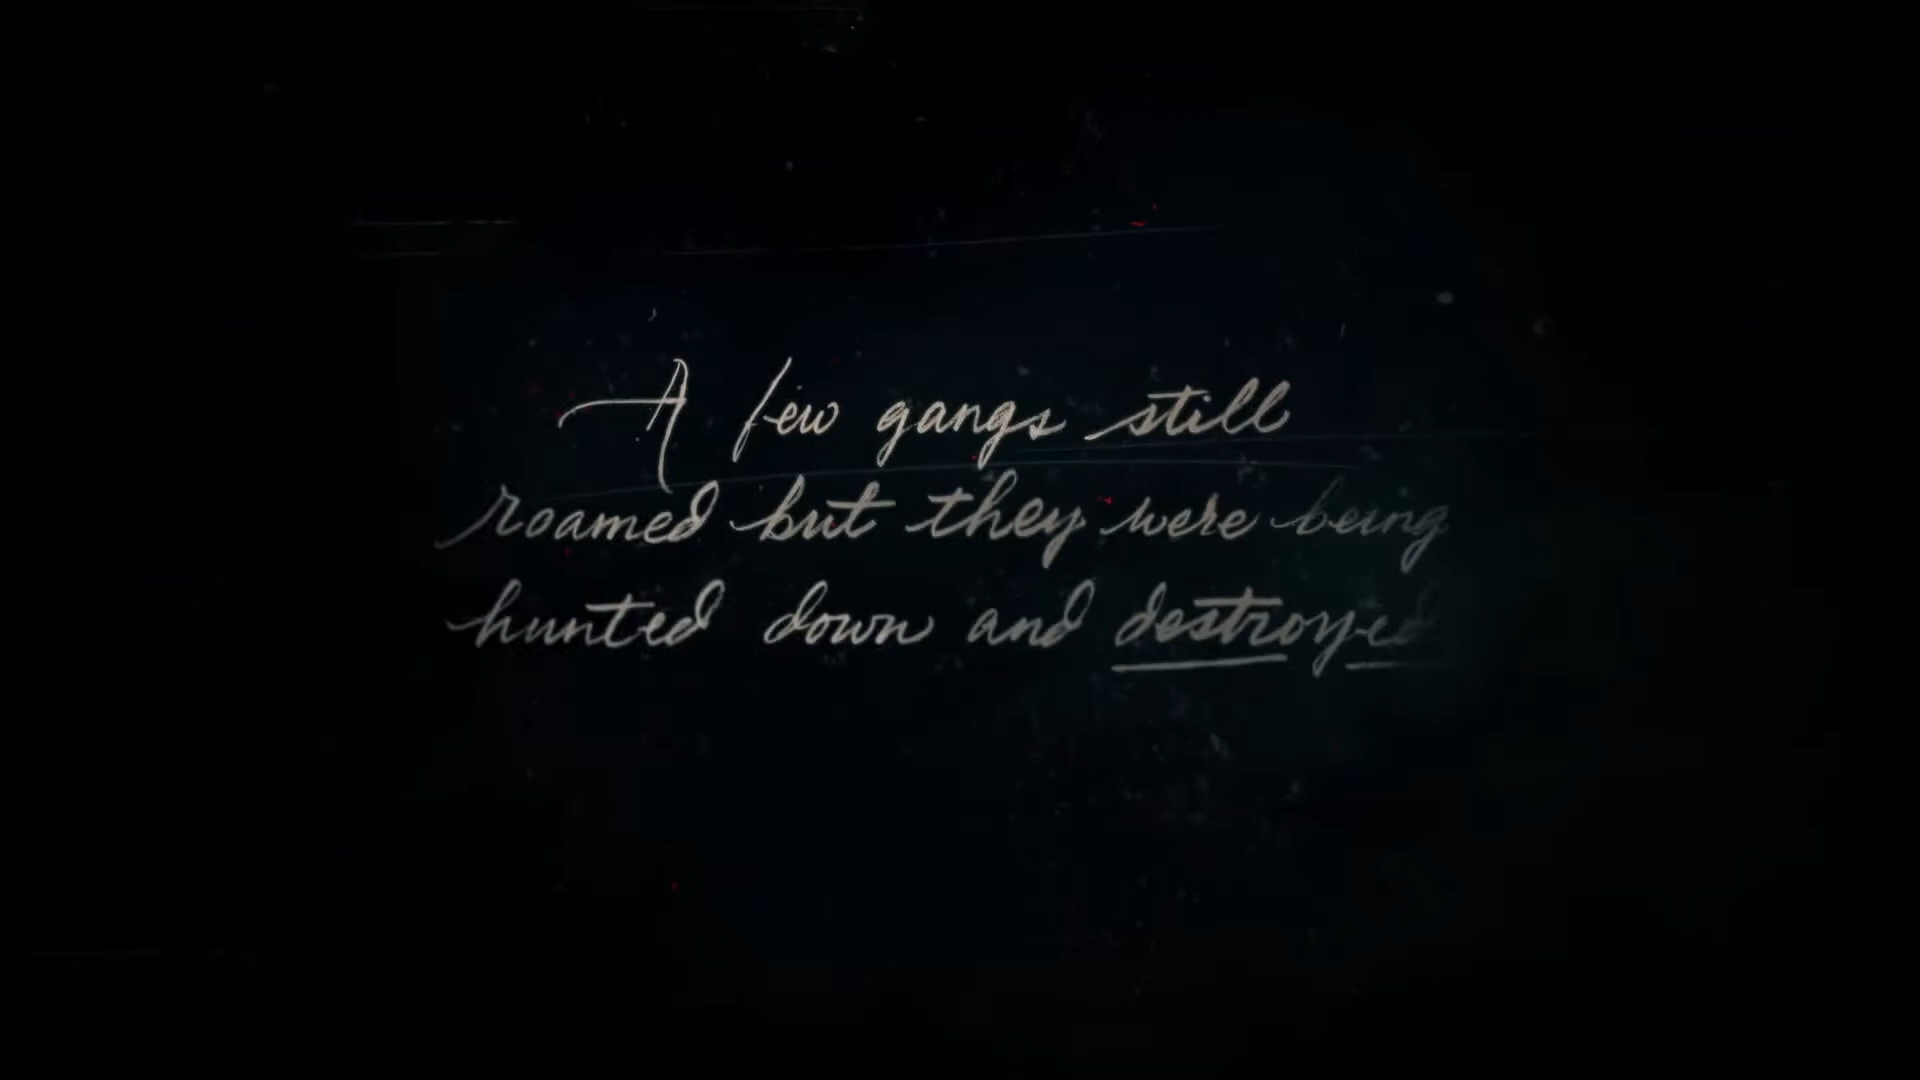 A few gangs still
roamed but they were being
hunted down and destroyed